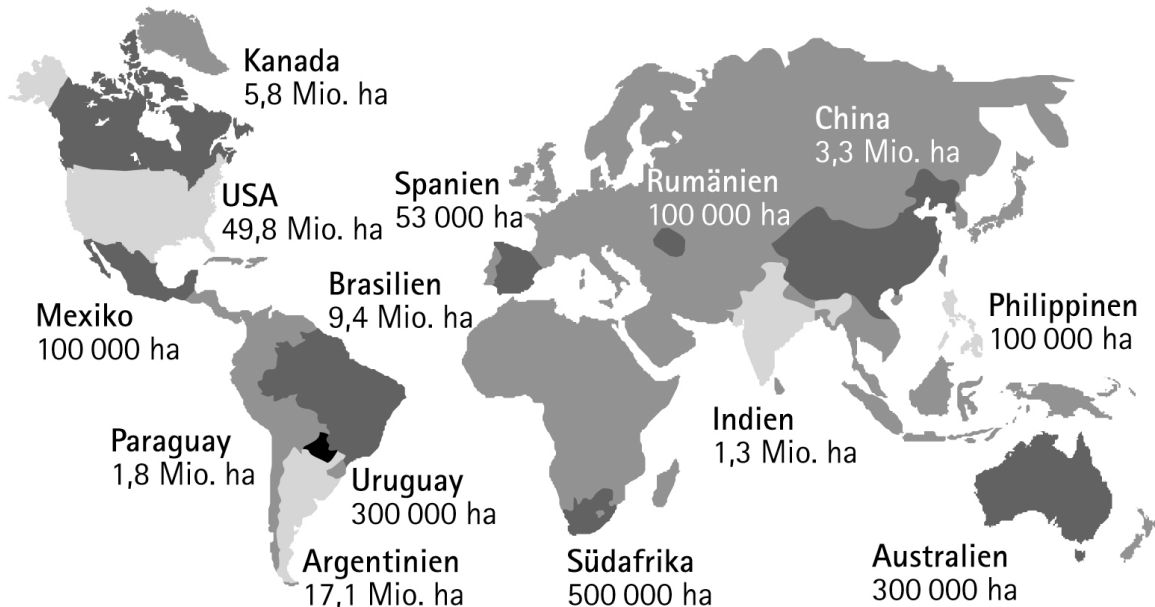 Kanada
5,8 Mio. ha
China
3,3 Mio. ha
USA
49,8 Mio. ha
Spanien
53 000 ha
Rumänien
100 000 ha
Brasilien
9,4 Mio. ha
Mexiko
100 000 ha
Philippinen
100 000 ha
Indien
1,3 Mio. ha
Paraguay
1,8 Mio. ha
Uruguay
300 000 ha
Argentinien
17,1 Mio. ha
Südafrika
500 000 ha
Australien
300 000 ha